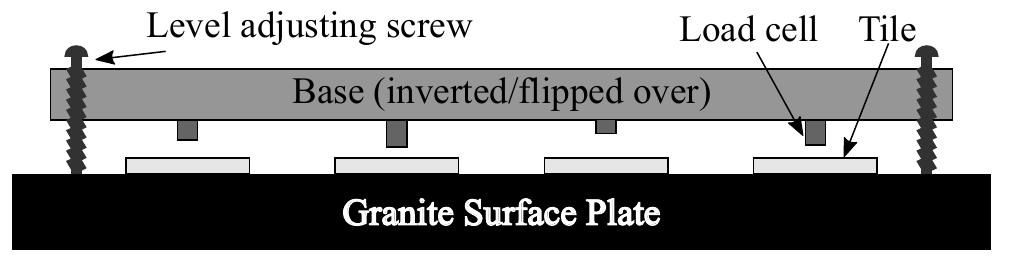 Level adjusting screw
Load cell
Tile
Base (inverted/flipped over)
Granite Surface Plate